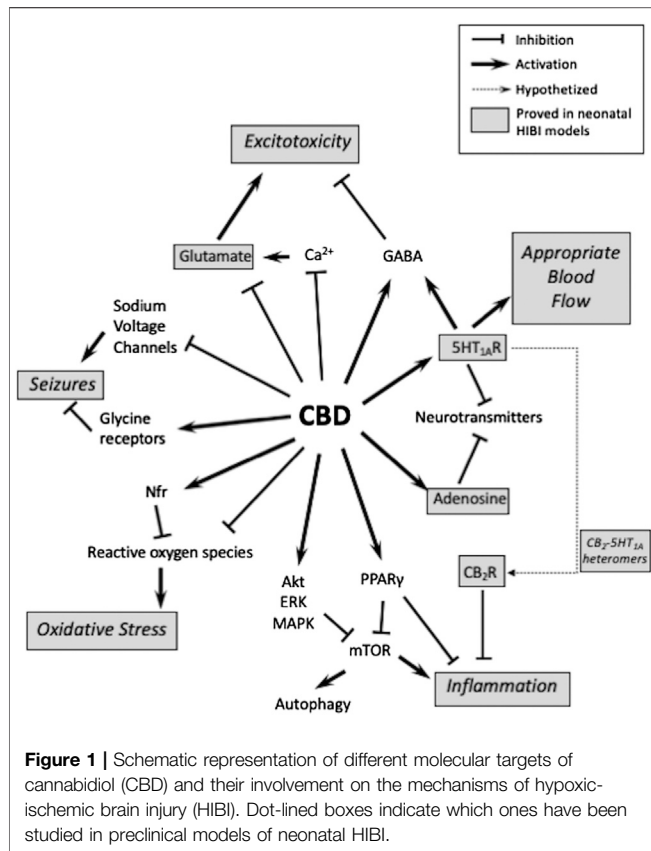 Inhibition
Activation
Hypothetized
Proved in neonatal
HIBI models
Excitotoxicity
Glutamate
Ca²⁺
GABA
Appropriate
Blood
Flow
Sodium
Voltage
Channels
5HT₁ₐR
Seizures
CBD
Neurotransmitters
Glycine
receptors
Nfr
Adenosine
Reactive oxygen species
CB₂-5HT₁ₐ
heteromers
Akt
ERK
MAPK
PPARγ
CB₂R
Oxidative Stress
mTOR
Inflammation
Autophagy
Figure 1 | Schematic representation of different molecular targets of
cannabidiol (CBD) and their involvement on the mechanisms of hypoxic-
ischemic brain injury (HIBI). Dot-lined boxes indicate which ones have been
studied in preclinical models of neonatal HIBI.